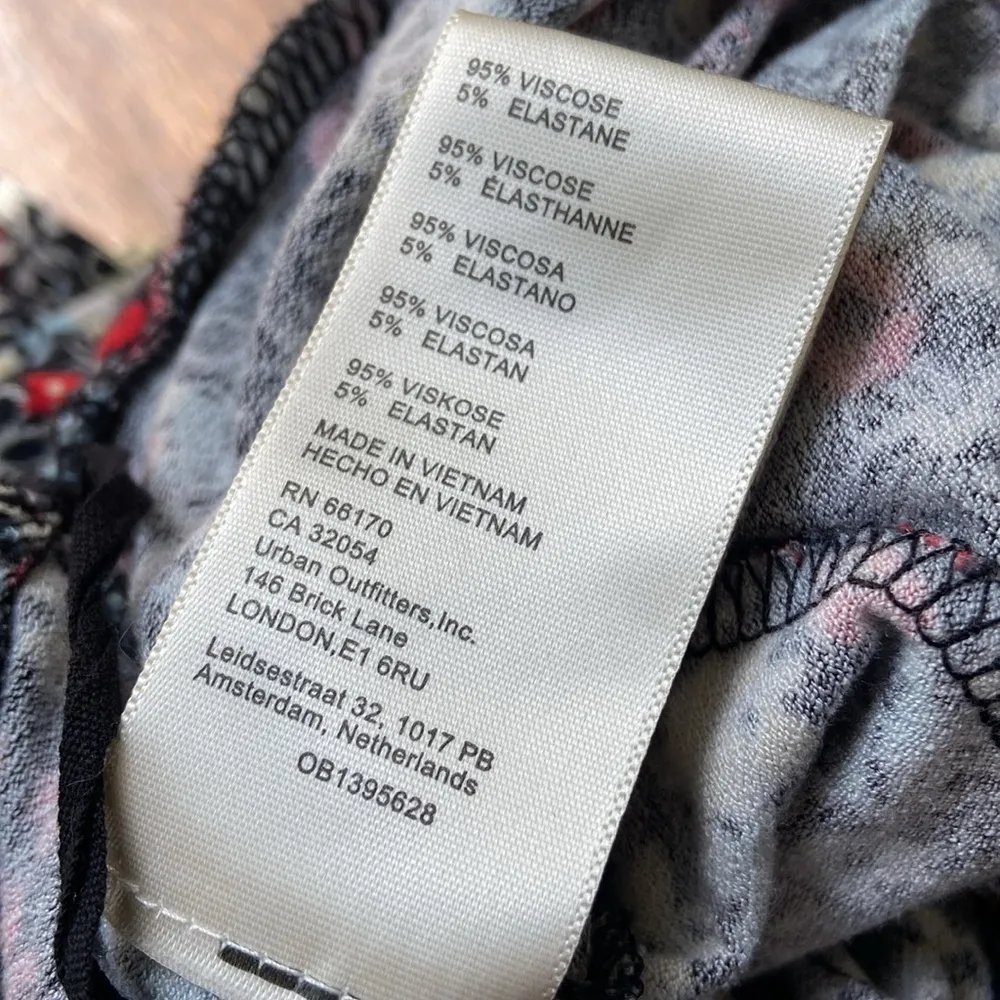 95% VISCOSE
5% ELASTANE
95% VISCOSE
5% ÉLASTHANNE
95% VISCOSA
5% ELASTANO
95% VISCOSA
5% ELASTAN
95% VISKOSE
5% ELASTAN
MADE IN VIETNAM
HECHO EN VIETNAM
RN 66170
CA 32054
Urban Outfitters,Inc.
146 Brick Lane
LONDON,E1 6RU
Leidsestraat 32, 1017 PB
Amsterdam, Netherlands
OB1395628